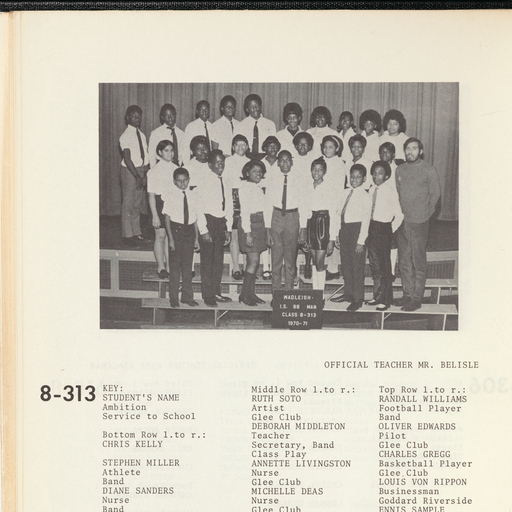 WADLEIGH-
I.S. 88 MAN
CLASS 8-313
1970-71
OFFICIAL TEACHER MR. BELISLE
8-313
KEY:
STUDENT'S NAME
Ambition
Service to School
Bottom Row l.to r.:
CHRIS KELLY
STEPHEN MILLER
Athlete
Band
DIANE SANDERS
Nurse
Band
Middle Row l.to r.:
RUTH SOTO
Artist
Glee Club
DEBORAH MIDDLETON
Teacher
Secretary, Band
Class Play
ANNETTE LIVINGSTON
Nurse
Glee Club
MICHELLE DEAS
Nurse
Glee Club
Top Row l.to r.:
RANDALL WILLIAMS
Football Player
Band
OLIVER EDWARDS
Pilot
Glee Club
CHARLES GREGG
Basketball Player
Glee Club
LOUIS VON RIPPON
Businessman
Goddard Riverside
ENNIS SAMPLE